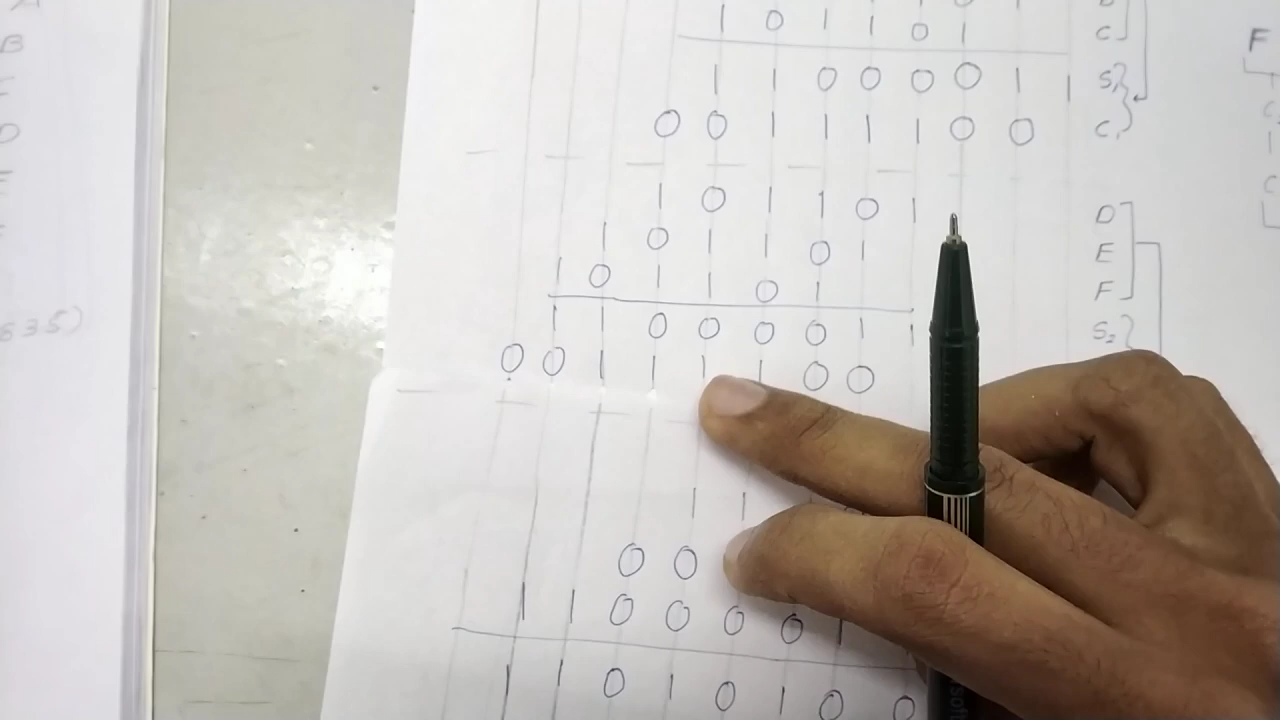 1 0 1 1 0 1 C
1 1 0 0 0 0 1 1 S1
0 0 1 1 1 1 0 0 C1
1 0 1 1 0 1 D
1 0 1 1 0 1 E
1 0 1 1 0 1 F
1 1 0 0 0 0 1 1 S2
0 0 1 1 1 1 0 0
1 1
0 0
1 1 0 0 0 0 1
1 1 0 1 0 1 0 0
B
D
635)
F